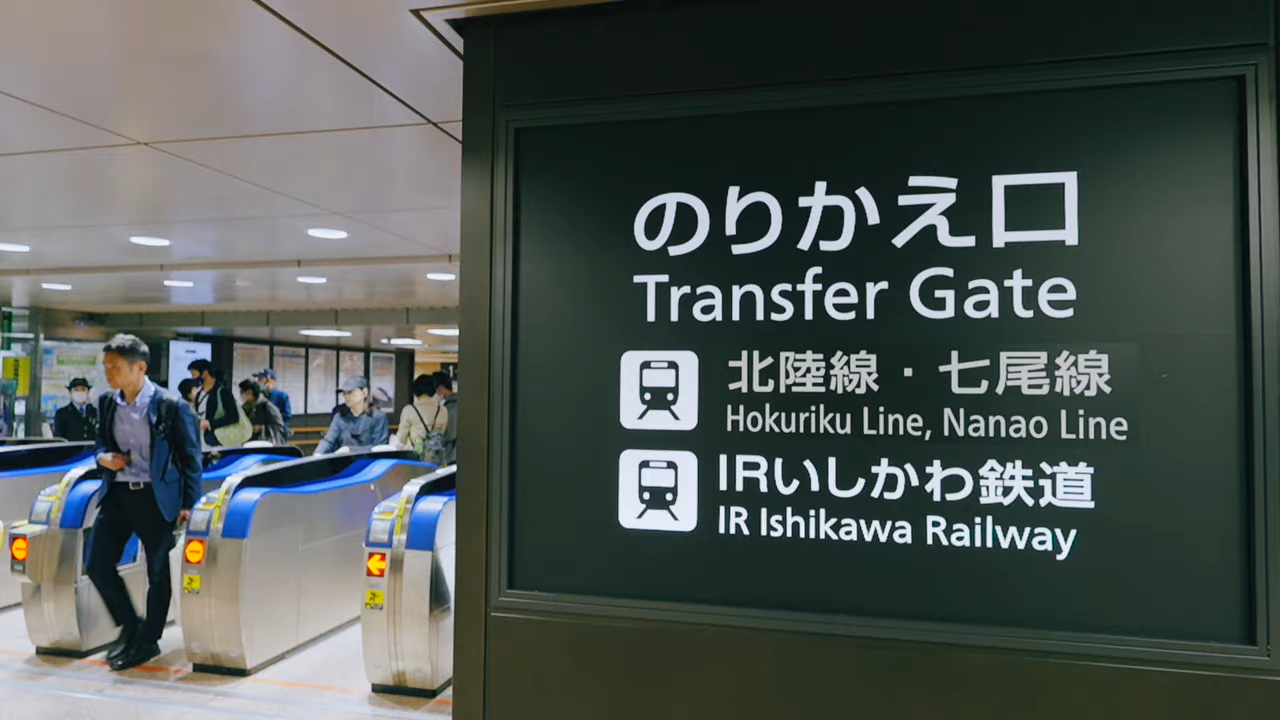 のりかえ口
Transfer Gate
北陸線・七尾線
Hokuriku Line, Nanao Line
IRいしかわ鉄道
IR Ishikawa Railway